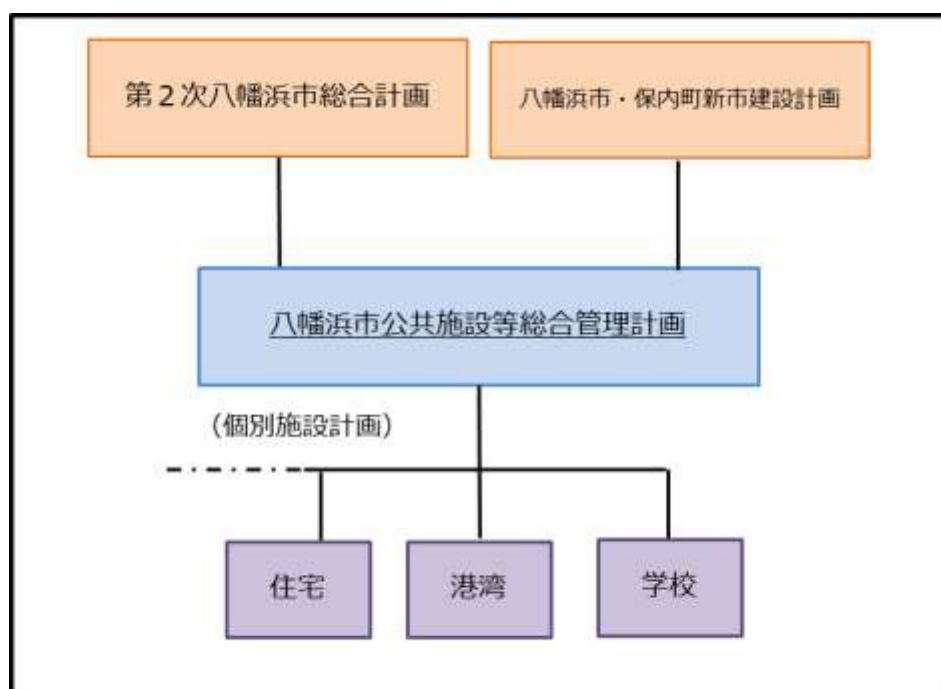 第２次八幡浜市総合計画
八幡浜市・保内町新市建設計画
八幡浜市公共施設等総合管理計画
（個別施設計画）
住宅
港湾
学校